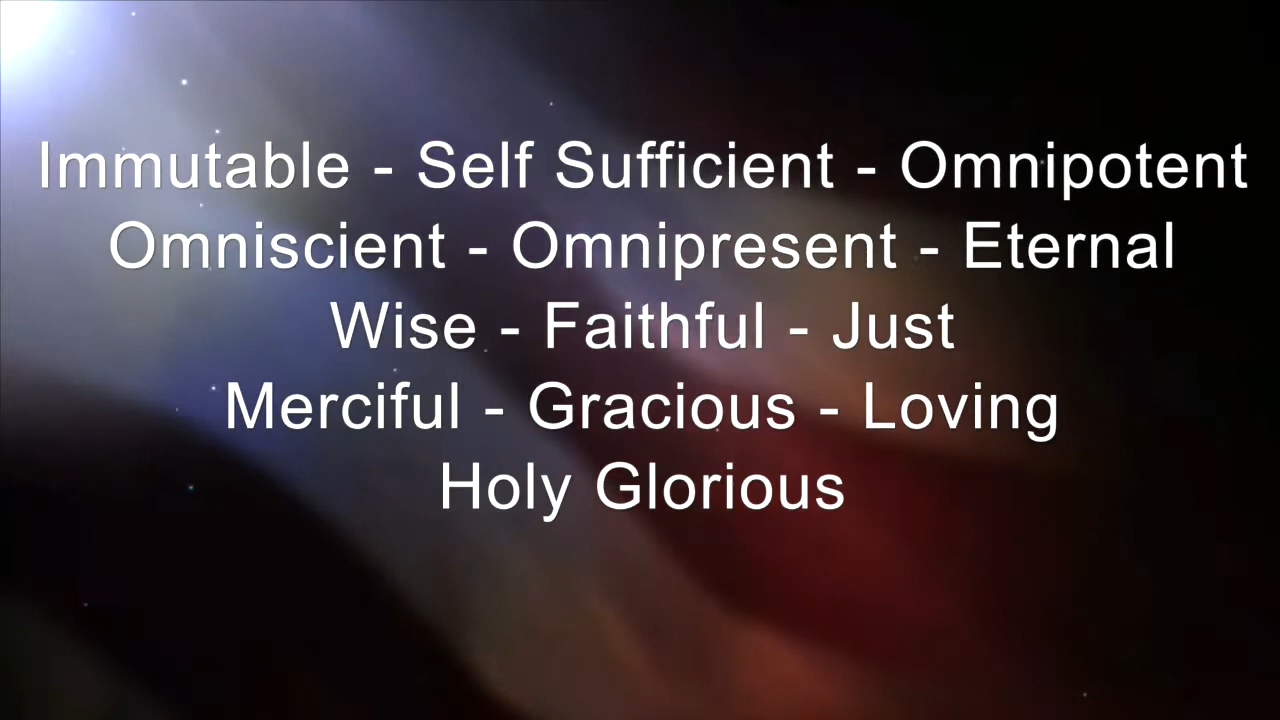 Immutable - Self Sufficient - Omnipotent
Omniscient - Omnipresent - Eternal
Wise - Faithful - Just
Merciful - Gracious - Loving
Holy Glorious